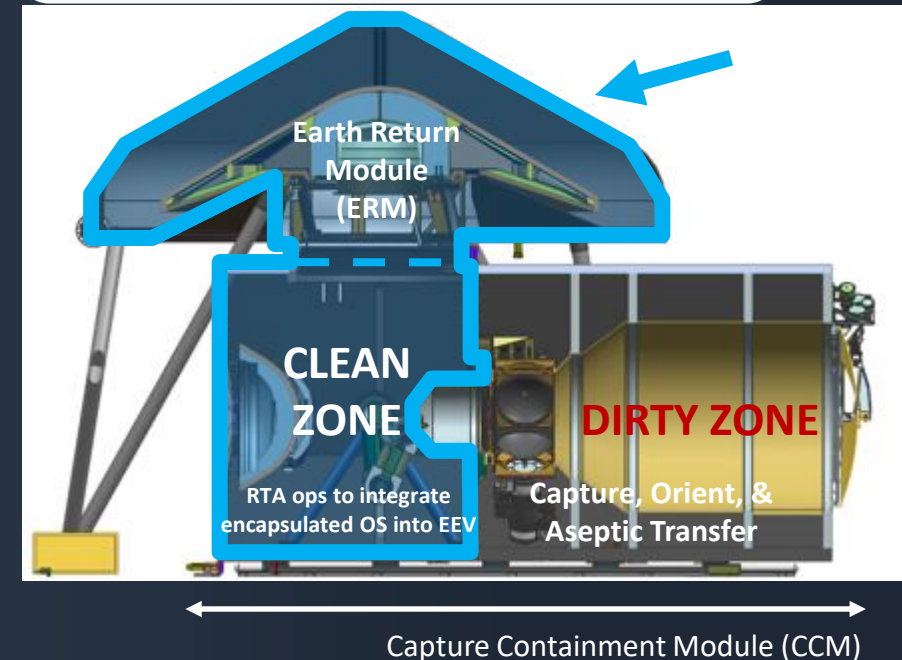 Earth Return
Module
(ERM)
CLEAN
ZONE
RTA ops to integrate
encapsulated OS into EEV
DIRTY ZONE
Capture, Orient, &
Aseptic Transfer
Capture Containment Module (CCM)